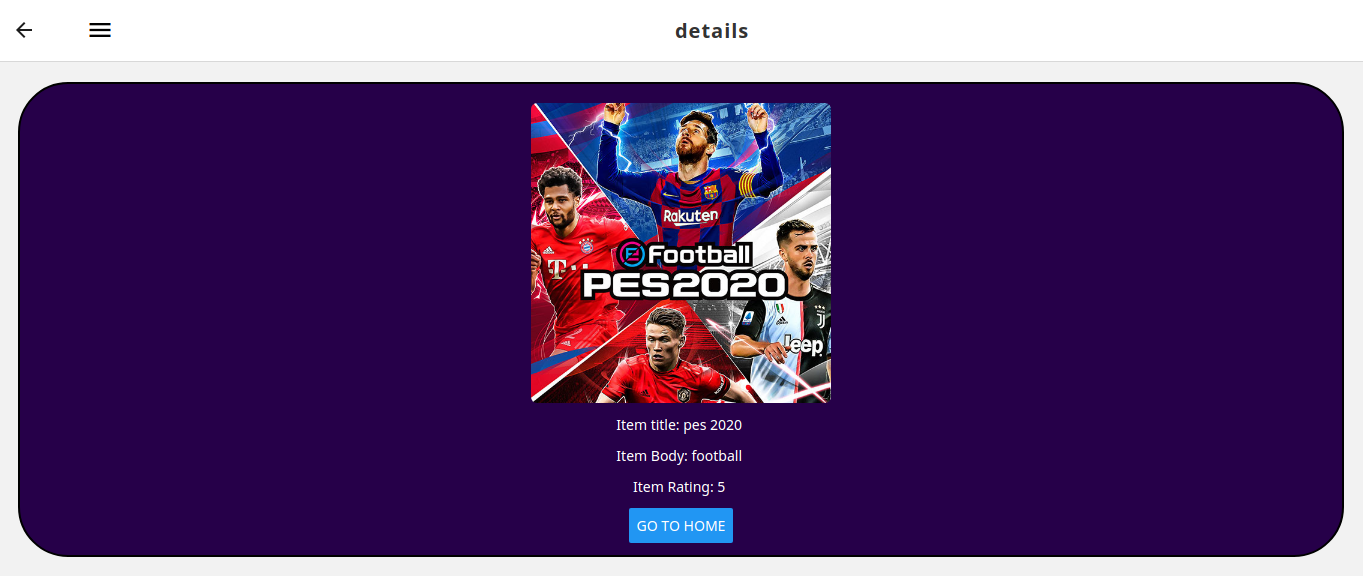 details
Rakuten
eFootball
PES2020
T
Jeep
Item title: pes 2020
Item Body: football
Item Rating: 5
GO TO HOME